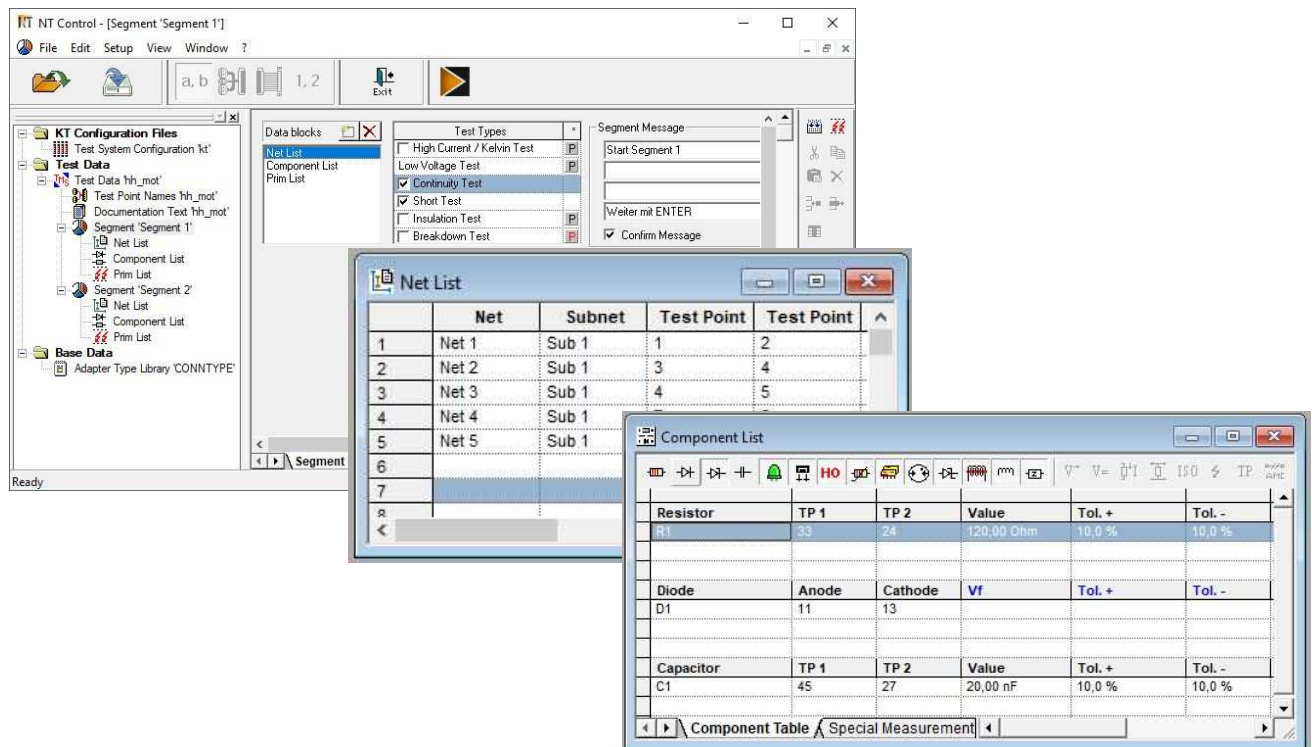 NT Control - [Segment 'Segment 1']
File Edit Setup View Window ?
a, b 1, 2 Exit
KT Configuration Files
Test System Configuration 'kt'
Test Data
Test Data 'hh_mot'
Test Point Names 'hh_mot'
Documentation Text 'hh_mot'
Segment 'Segment 1'
Net List
Component List
Prim List
Segment 'Segment 2'
Net List
Component List
Prim List
Base Data
Adapter Type Library 'CONNTYPE'
Ready
Data blocks
Net List
Component List
Prim List
Test Types *
High Current / Kelvin Test P
Low Voltage Test P
Continuity Test
Short Test
Insulation Test P
Breakdown Test P
Segment Message
Start Segment 1
Weiter mit ENTER
Confirm Message
Segment
Net List
Net Subnet Test Point Test Point
1 Net 1 Sub 1 1 2
2 Net 2 Sub 1 3 4
3 Net 3 Sub 1 4 5
4 Net 4 Sub 1
5 Net 5 Sub 1
6
7
8
Component List
HO V~ V= ISO TP
Resistor TP 1 TP 2 Value Tol. + Tol. -
R1 33 24 120,00 Ohm 10,0 % 10,0 %
Diode Anode Cathode Vf Tol. + Tol. -
D1 11 13
Capacitor TP 1 TP 2 Value Tol. + Tol. -
C1 45 27 20,00 nF 10,0 % 10,0 %
Component Table Special Measurement